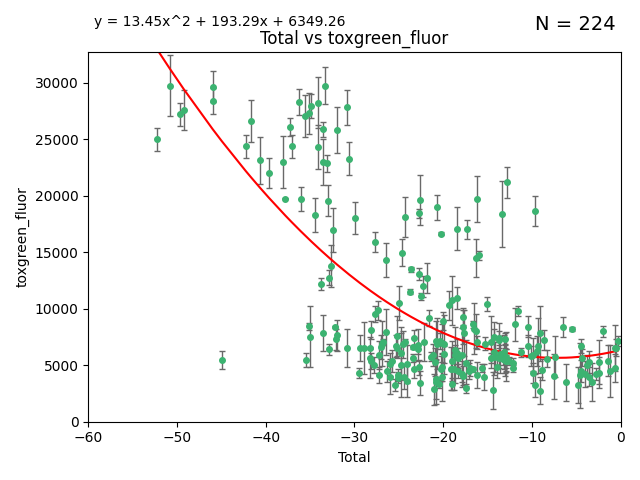 y = 13.45x^2 + 193.29x + 6349.26
N = 224
Total vs toxgreen_fluor
toxgreen_fluor
30000
25000
20000
15000
10000
5000
0
−60
−50
−40
−30
−20
−10
0
Total